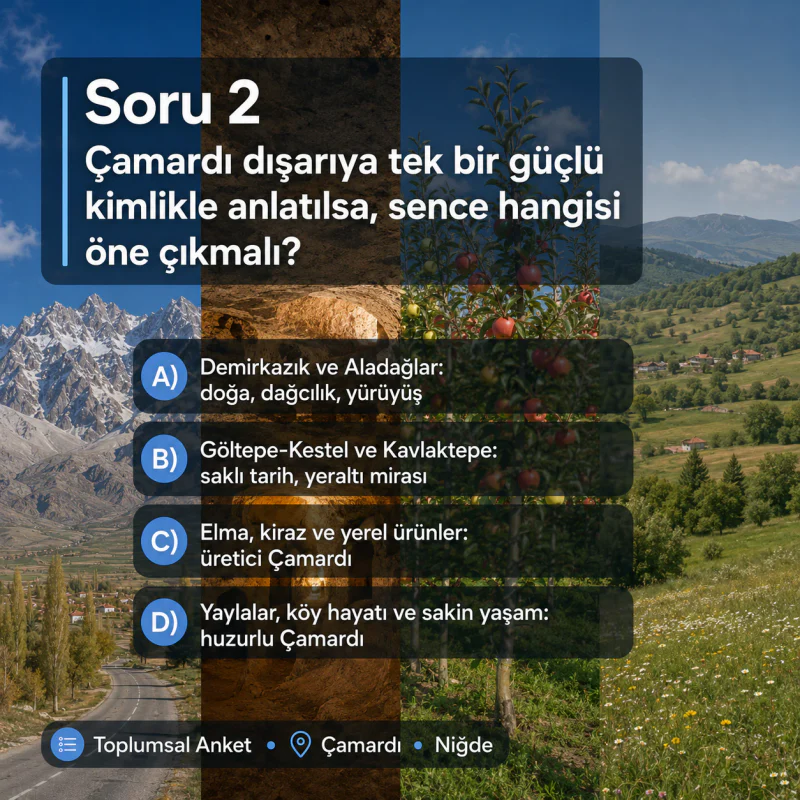 Soru 2
Çamardı dışarıya tek bir güçlü
kimlikle anlatılsa, sence hangisi
öne çıkmalı?
A) Demirkazık ve Aladağlar:
doğa, dağcılık, yürüyüş
B) Göltepe-Kestel ve Kavlaktepe:
saklı tarih, yeraltı mirası
C) Elma, kiraz ve yerel ürünler:
üretici Çamardı
D) Yaylalar, köy hayatı ve sakin yaşam:
huzurlu Çamardı
Toplumsal Anket • Çamardı • Niğde